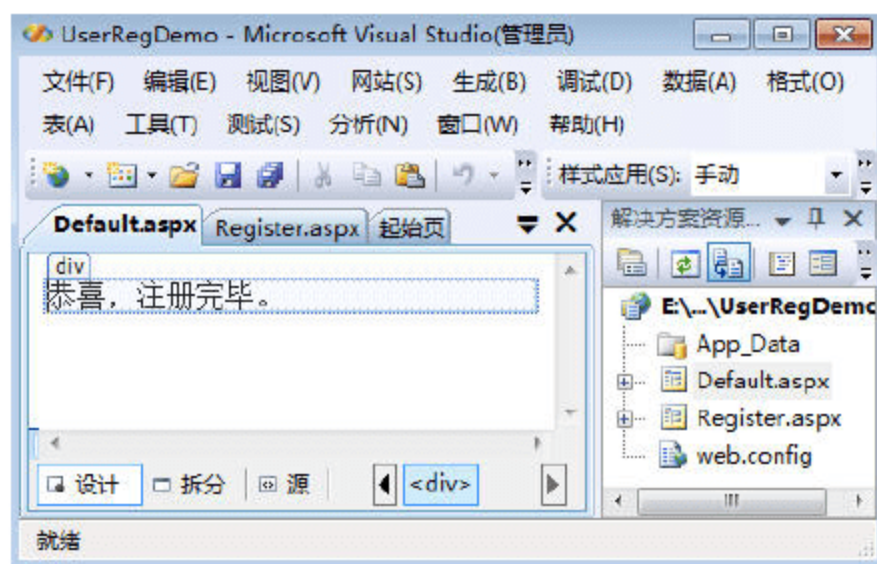 UserRegDemo - Microsoft Visual Studio(管理员)
文件(F) 编辑(E) 视图(V) 网站(S) 生成(B) 调试(D) 数据(A) 格式(O)
表(A) 工具(T) 测试(S) 分析(N) 窗口(W) 帮助(H)
样式应用(S): 手动
Default.aspx Register.aspx 起始页
解决方案资源...
div
恭喜，注册完毕。
E:\...\UserRegDemo
App_Data
Default.aspx
Register.aspx
web.config
设计 拆分 源 <div>
就绪